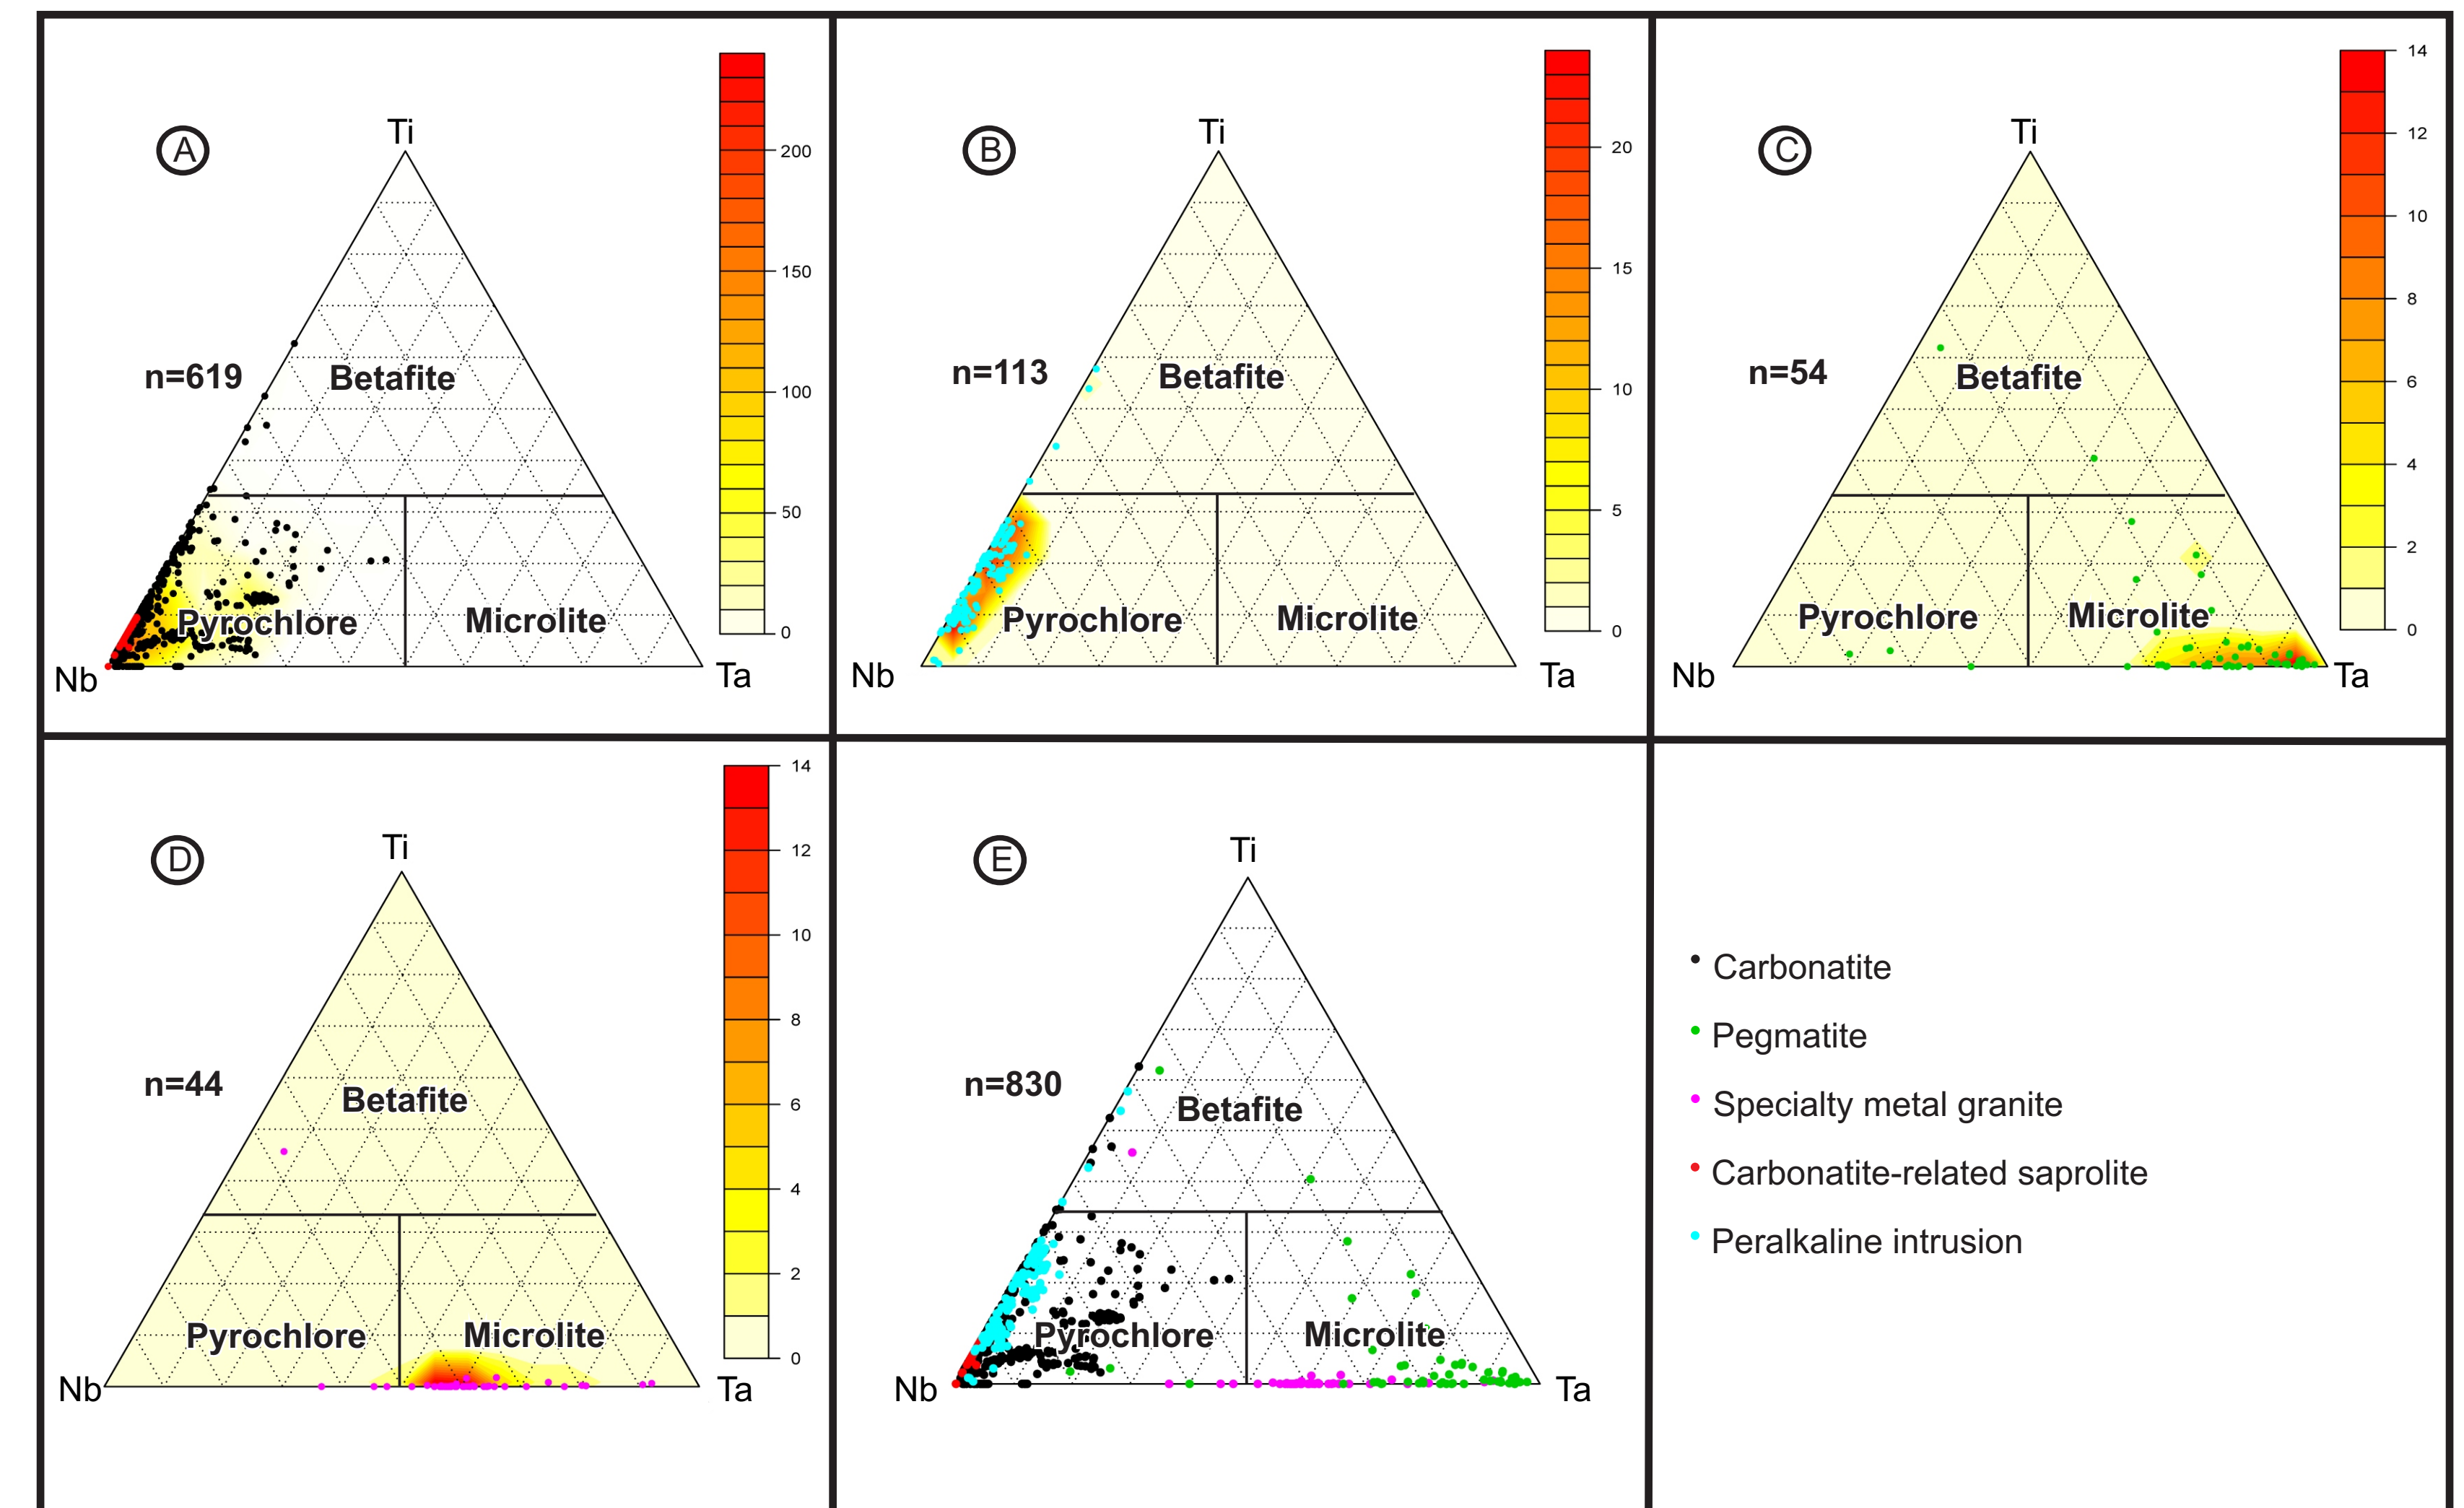 A
Ti
n=619
Betafite
Pyrochlore
Microlite
Nb
Ta
200
150
100
50
0
B
Ti
n=113
Betafite
Pyrochlore
Microlite
Nb
Ta
20
15
10
5
0
C
Ti
n=54
Betafite
Pyrochlore
Microlite
Nb
Ta
14
12
10
8
6
4
2
0
D
Ti
n=44
Betafite
Pyrochlore
Microlite
Nb
Ta
14
12
10
8
6
4
2
0
E
Ti
n=830
Betafite
Pyrochlore
Microlite
Nb
Ta
Carbonatite
Pegmatite
Specialty metal granite
Carbonatite-related saprolite
Peralkaline intrusion